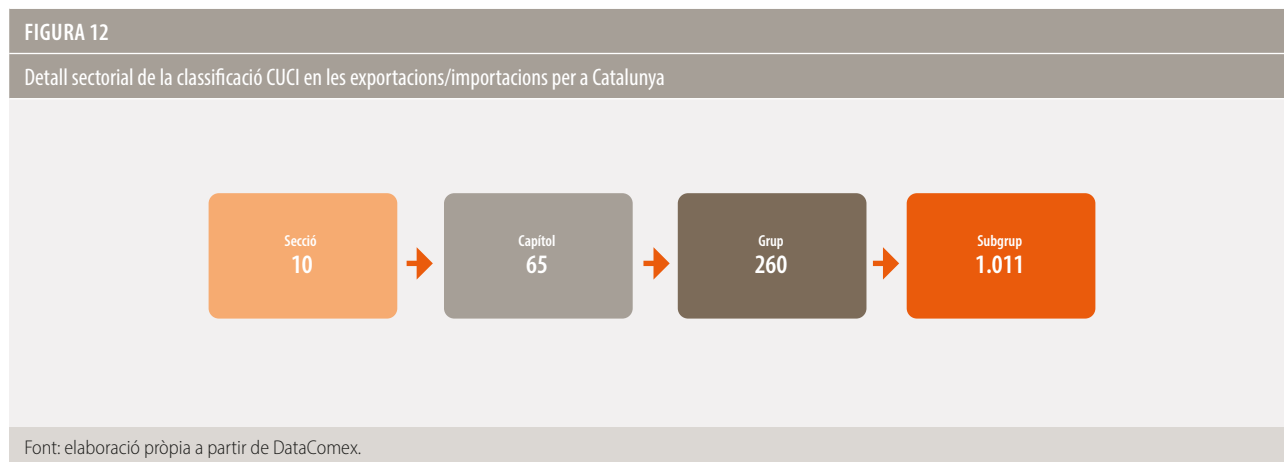 FIGURA 12
Detall sectorial de la classificació CUCI en les exportacions/importacions per a Catalunya
Secció
10
Capítol
65
Grup
260
Subgrup
1.011
Font: elaboració pròpia a partir de DataComex.